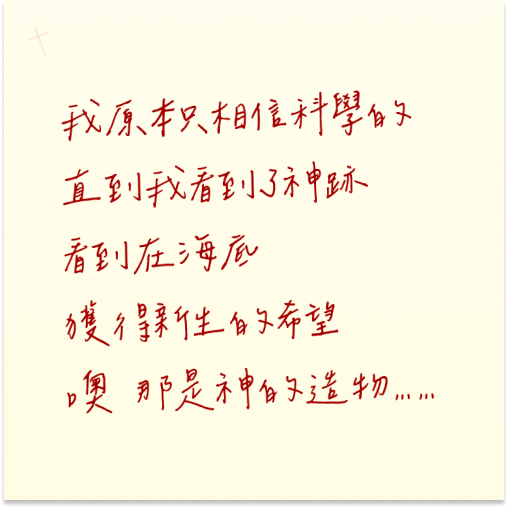 我原本只相信科學的
直到我看到了神跡
看到在海底
獲得新生的希望
噢 那是神的造物……